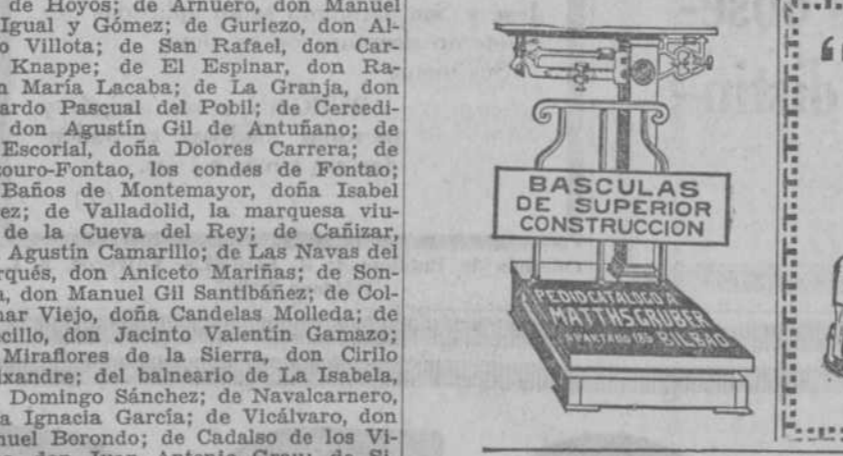 de Hoyos; de Arnuero, don Manuel
Igual y Gómez; de Guriezo, don Al-
o Villota; de San Rafael, don Car-
Knappe; de El Espinar, don Ra-
n María Lacaba; de La Granja, don
ardo Pascual del Pobil; de Cercedi-
don Agustín Gil de Antuñano; de
Escorial, doña Dolores Carrera; de
ouro-Fontao, los condes de Fontao;
Baños de Montemayor, doña Isabel
ez; de Valladolid, la marquesa viu-
de la Cueva del Rey; de Cañizar,
Agustín Camarillo; de Las Navas del
rqués, don Aniceto Mariñas; de Son-
a, don Manuel Gil Santibáñez; de Col-
nar Viejo, doña Candelas Molleda; de
cillo, don Jacinto Valentín Gamazo;
Miraflores de la Sierra, don Cirilo
ixandre; del balneario de La Isabela,
Domingo Sánchez; de Navalcarnero,
a Ignacia García; de Vicálvaro, don
nuel Borondo; de Cadalso de los Vi-
BASCULAS
DE SUPERIOR
CONSTRUCCION
PEDID CATALOGO A
MATTHS GRUBER
APARTADO 185 BILBAO